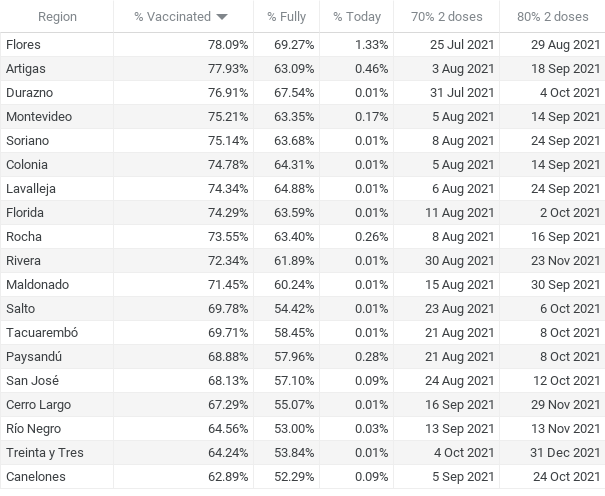 Region % Vaccinated % Fully % Today 70% 2 doses 80% 2 doses
Flores 78.09% 69.27% 1.33% 25 Jul 2021 29 Aug 2021
Artigas 77.93% 63.09% 0.46% 3 Aug 2021 18 Sep 2021
Durazno 76.91% 67.54% 0.01% 31 Jul 2021 4 Oct 2021
Montevideo 75.21% 63.35% 0.17% 5 Aug 2021 14 Sep 2021
Soriano 75.14% 63.68% 0.01% 8 Aug 2021 24 Sep 2021
Colonia 74.78% 64.31% 0.01% 5 Aug 2021 14 Sep 2021
Lavalleja 74.34% 64.88% 0.01% 6 Aug 2021 24 Sep 2021
Florida 74.29% 63.59% 0.01% 11 Aug 2021 2 Oct 2021
Rocha 73.55% 63.40% 0.26% 8 Aug 2021 16 Sep 2021
Rivera 72.34% 61.89% 0.01% 30 Aug 2021 23 Nov 2021
Maldonado 71.45% 60.24% 0.01% 15 Aug 2021 30 Sep 2021
Salto 69.78% 54.42% 0.01% 23 Aug 2021 6 Oct 2021
Tacuarembó 69.71% 58.45% 0.01% 21 Aug 2021 8 Oct 2021
Paysandú 68.88% 57.96% 0.28% 21 Aug 2021 8 Oct 2021
San José 68.13% 57.10% 0.09% 24 Aug 2021 12 Oct 2021
Cerro Largo 67.29% 55.07% 0.01% 16 Sep 2021 29 Nov 2021
Río Negro 64.56% 53.00% 0.03% 13 Sep 2021 13 Nov 2021
Treinta y Tres 64.24% 53.84% 0.01% 4 Oct 2021 31 Dec 2021
Canelones 62.89% 52.29% 0.09% 5 Sep 2021 24 Oct 2021